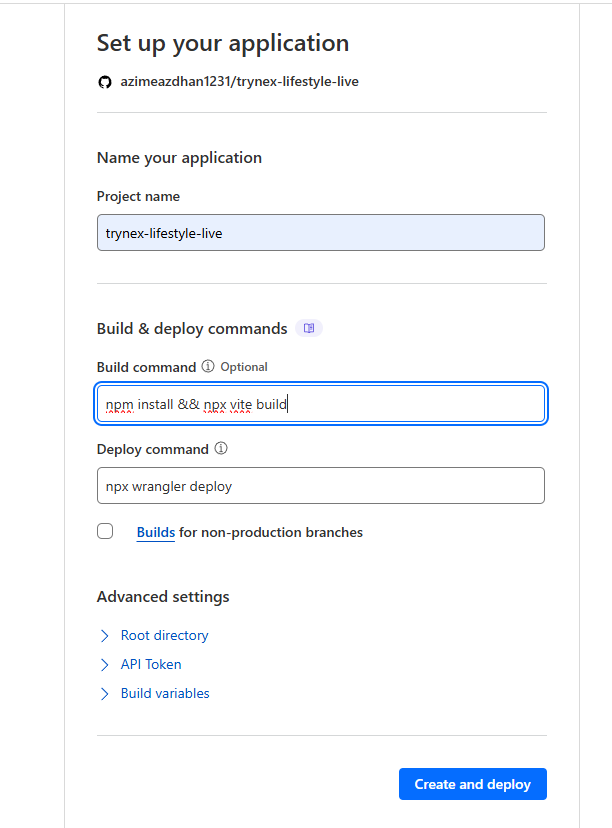 Set up your application
azimeazdhan1231/trynex-lifestyle-live
Name your application
Project name
trynex-lifestyle-live
Build & deploy commands
Build command Optional
npm install && npx vite build
Deploy command
npx wrangler deploy
Builds for non-production branches
Advanced settings
Root directory
API Token
Build variables
Create and deploy